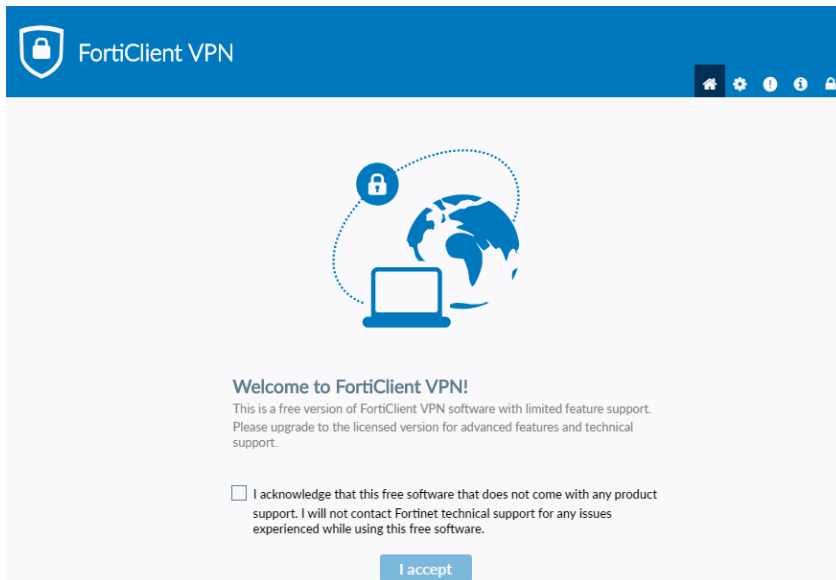 FortiClient VPN
Welcome to FortiClient VPN!
This is a free version of FortiClient VPN software with limited feature support.
Please upgrade to the licensed version for advanced features and technical
support.
I acknowledge that this free software that does not come with any product
support. I will not contact Fortinet technical support for any issues
experienced while using this free software.
I accept